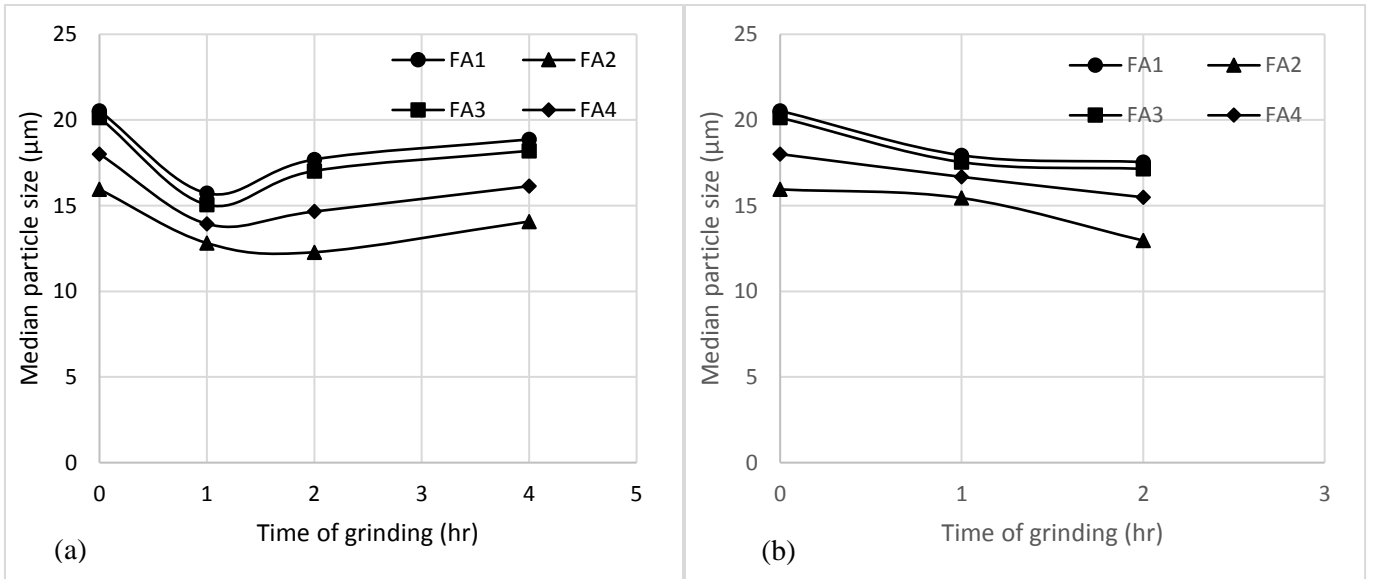 25
20
15
10
5
0
0 1 2 3 4 5
Median particle size (μm)
Time of grinding (hr)
FA1 FA2
FA3 FA4
(a)
25
20
15
10
5
0
0 1 2 3
Median particle size (μm)
Time of grinding (hr)
FA1 FA2
FA3 FA4
(b)